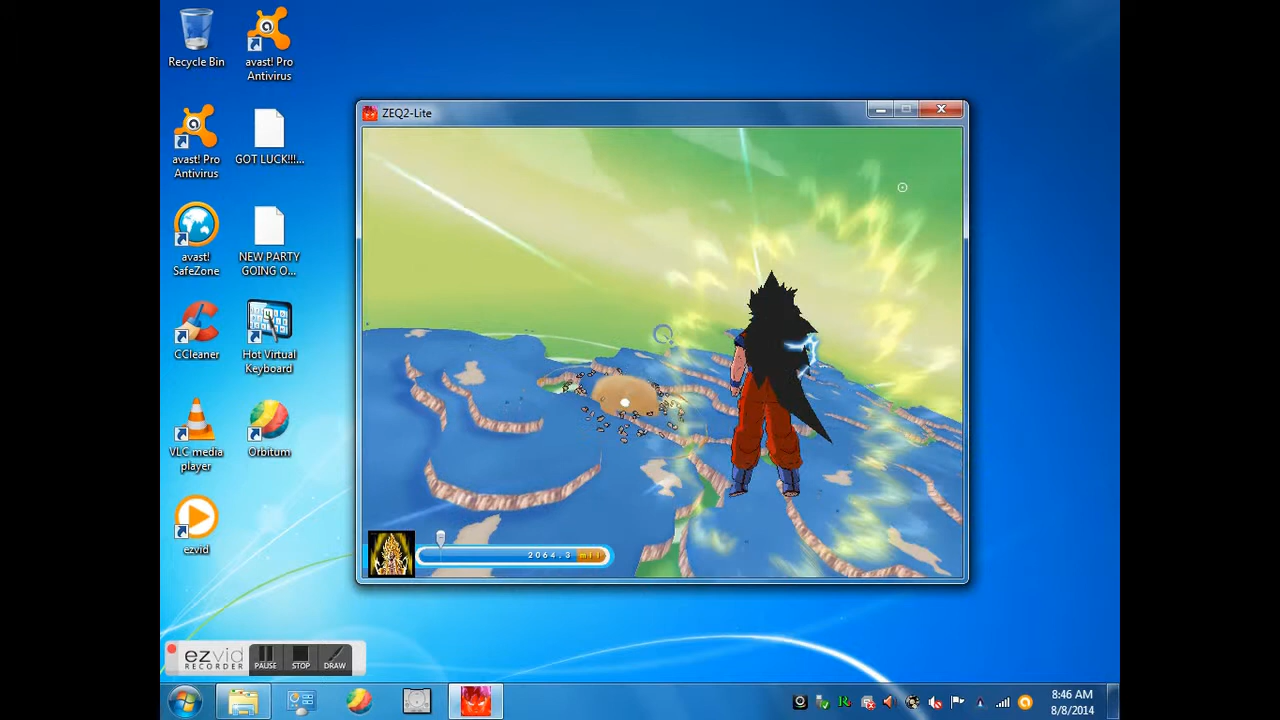 Recycle Bin
avast! Pro
Antivirus
avast! Pro
Antivirus
GOT LUCK!!!...
avast!
SafeZone
NEW PARTY
GOING O...
CCleaner
Hot Virtual
Keyboard
VLC media
player
Orbitum
ezvid
ZEQ2-Lite
2064.3 mil
ezvid
RECORDER
PAUSE
STOP
DRAW
8:46 AM
8/8/2014